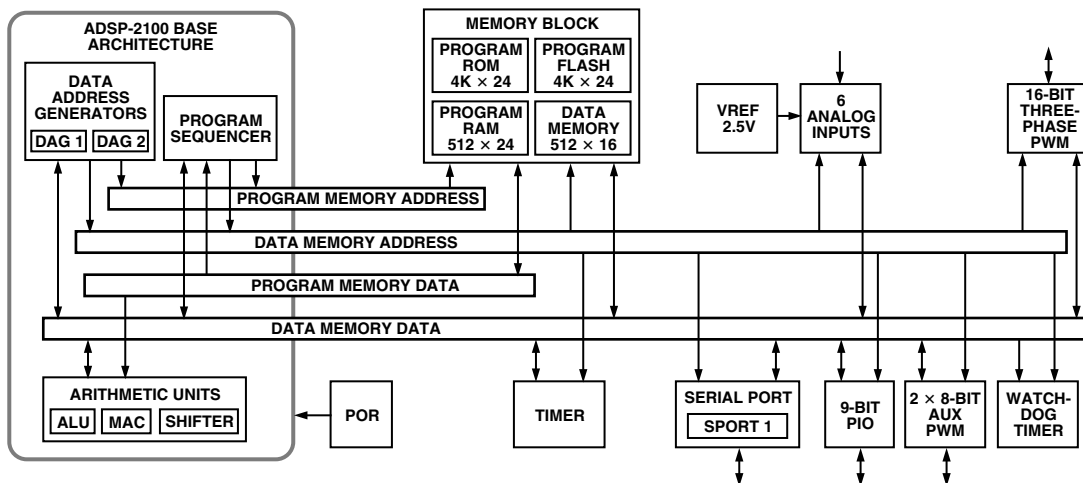 ADSP-2100 BASE
ARCHITECTURE
DATA
ADDRESS
GENERATORS
DAG 1
DAG 2
PROGRAM
SEQUENCER
MEMORY BLOCK
PROGRAM
ROM
4K × 24
PROGRAM
FLASH
4K × 24
PROGRAM
RAM
512 × 24
DATA
MEMORY
512 × 16
VREF
2.5V
6
ANALOG
INPUTS
16-BIT
THREE-
PHASE
PWM
PROGRAM MEMORY ADDRESS
DATA MEMORY ADDRESS
PROGRAM MEMORY DATA
DATA MEMORY DATA
ARITHMETIC UNITS
ALU
MAC
SHIFTER
POR
TIMER
SERIAL PORT
SPORT 1
9-BIT
PIO
2 × 8-BIT
AUX
PWM
WATCH-
DOG
TIMER